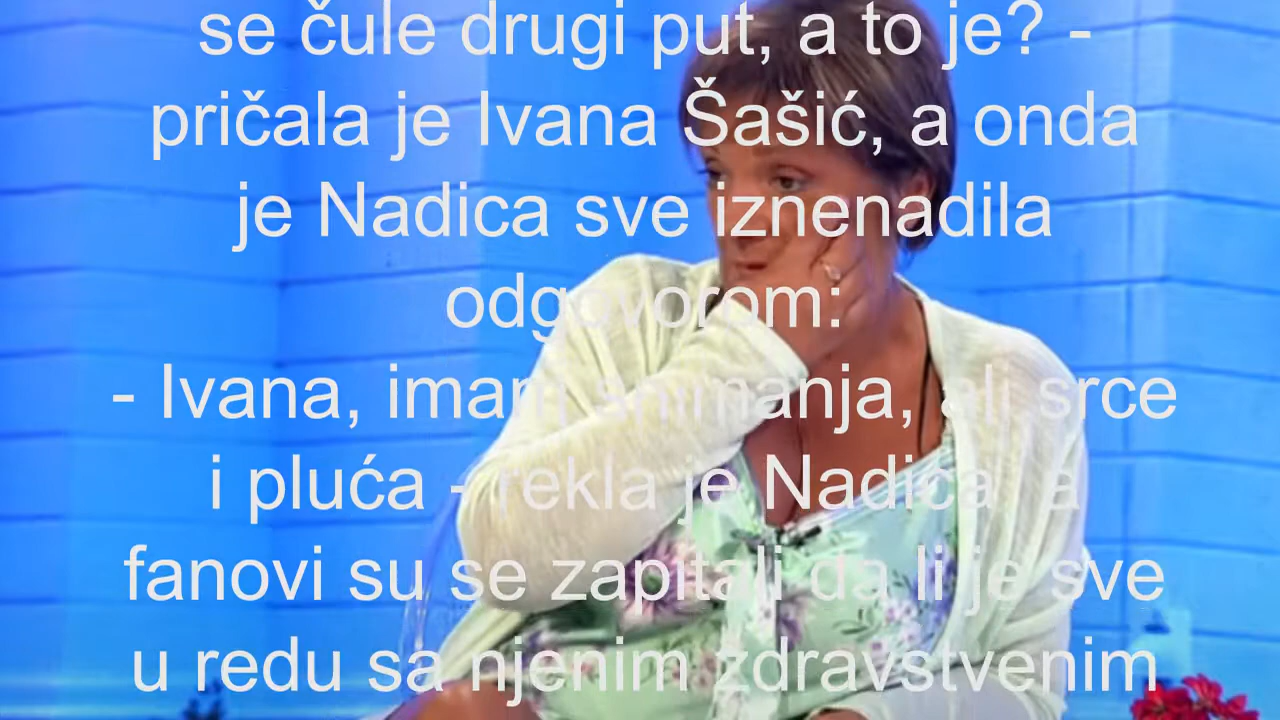 se čule drugi put, a to je? -
pričala je Ivana Šašić, a onda
je Nadica sve iznenadila
odgovorom:
- Ivana, imam snimanja, ali srce
i pluća - rekla je Nadica, a
fanovi su se zapitali da li je sve
u redu sa njenim zdravstvenim